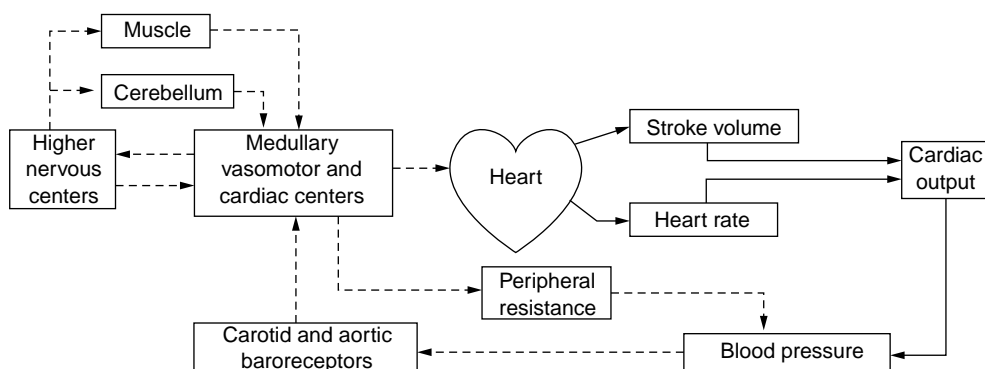 Muscle
Cerebellum
Higher
nervous
centers
Medullary
vasomotor and
cardiac centers
Heart
Stroke volume
Heart rate
Cardiac
output
Peripheral
resistance
Carotid and aortic
baroreceptors
Blood pressure